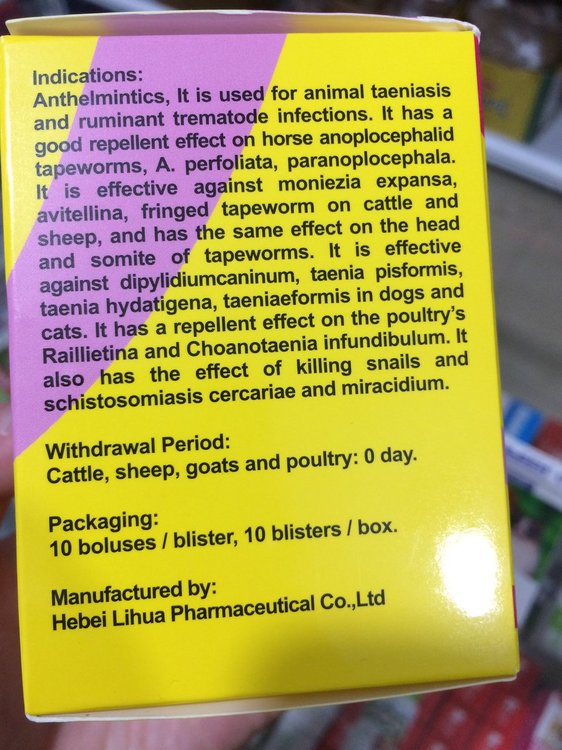 Indications:
Anthelmintics, It is used for animal taeniasis
and ruminant trematode infections. It has a
good repellent effect on horse anoplocephalid
tapeworms, A. perfoliata, paranoplocephala.
It is effective against moniezia expansa,
avitellina, fringed tapeworm on cattle and
sheep, and has the same effect on the head
and somite of tapeworms. It is effective
against dipylidiumcaninum, taenia pisformis,
taenia hydatigena, taeniaeformis in dogs and
cats. It has a repellent effect on the poultry's
Raillietina and Choanotaenia infundibulum. It
also has the effect of killing snails and
schistosomiasis cercariae and miracidium.
Withdrawal Period:
Cattle, sheep, goats and poultry: 0 day.
Packaging:
10 boluses / blister, 10 blisters / box.
Manufactured by:
Hebei Lihua Pharmaceutical Co.,Ltd